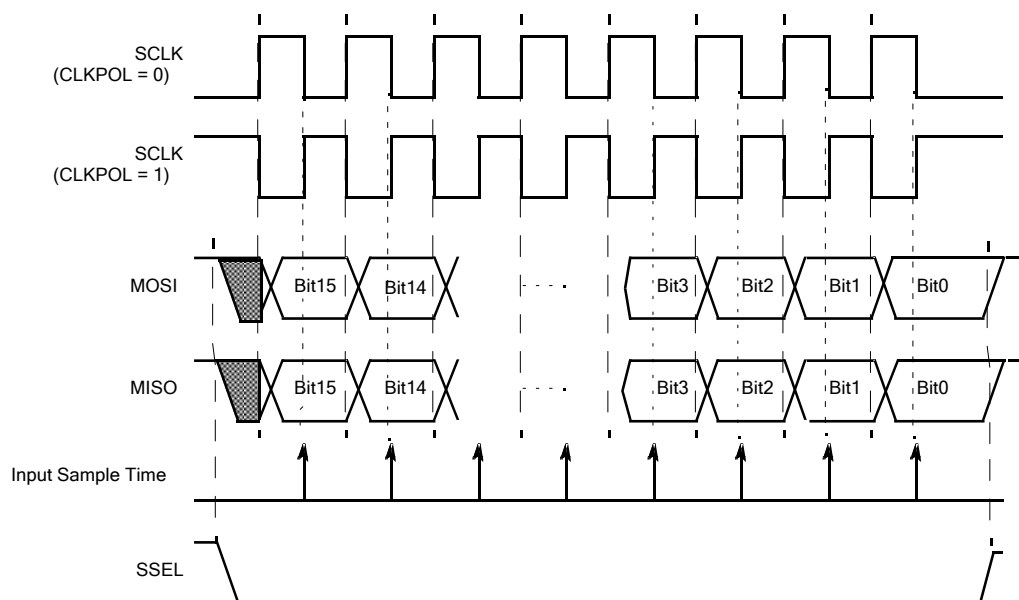 SCLK
(CLKPOL = 0)
SCLK
(CLKPOL = 1)
MOSI
Bit15
Bit14
Bit3
Bit2
Bit1
Bit0
MISO
Bit15
Bit14
Bit3
Bit2
Bit1
Bit0
Input Sample Time
SSEL